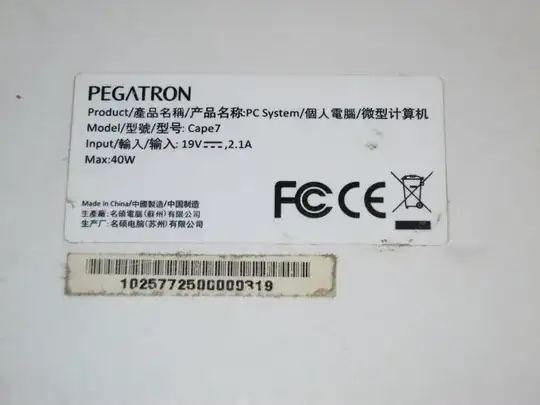 PEGATRON
Product/產品名稱/产品名称:PC System/個人電腦/微型计算机
Model/型號/型号: Cape7
Input/輸入/输入: 19V⎓,2.1A
Max:40W
Made in China/中國製造/中国制造
生產廠: 名碩電腦(蘇州)有限公司
生产厂: 名硕电脑(苏州)有限公司
FC CE